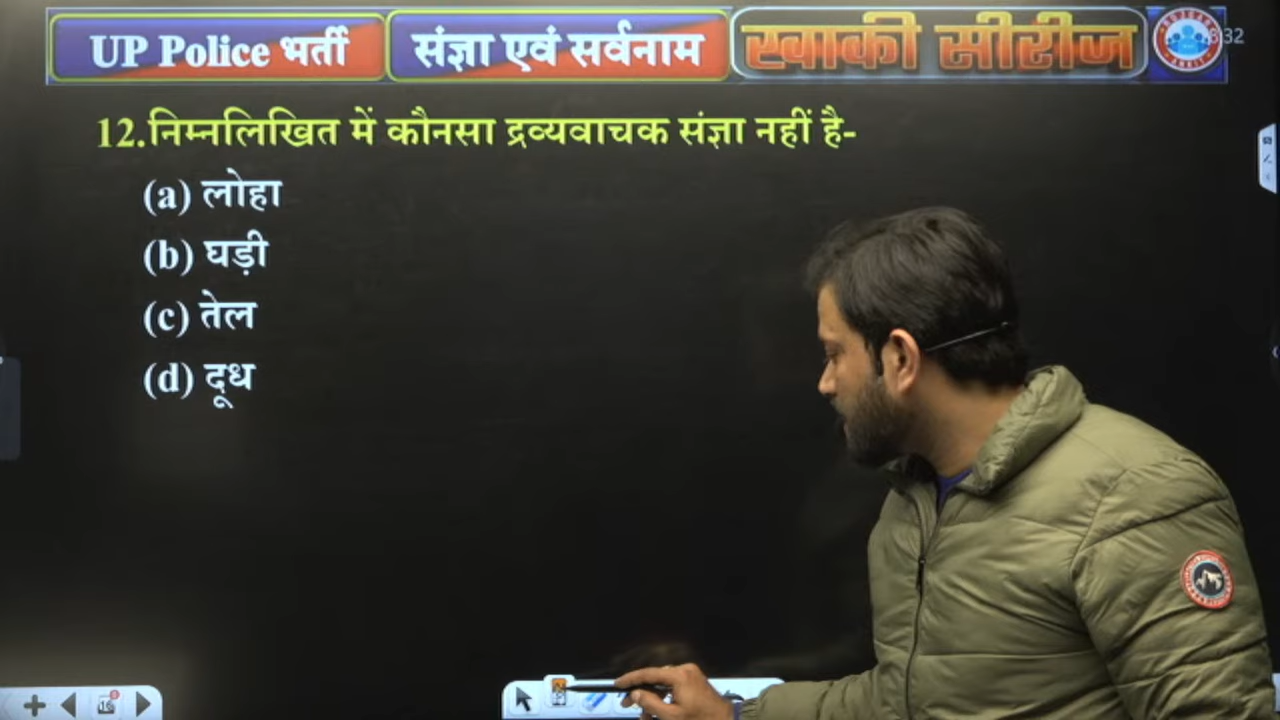 UP Police भर्ती
संज्ञा एवं सर्वनाम
खाकी सीरीज
12.निम्नलिखित में कौनसा द्रव्यवाचक संज्ञा नहीं है-
(a) लोहा
(b) घड़ी
(c) तेल
(d) दूध